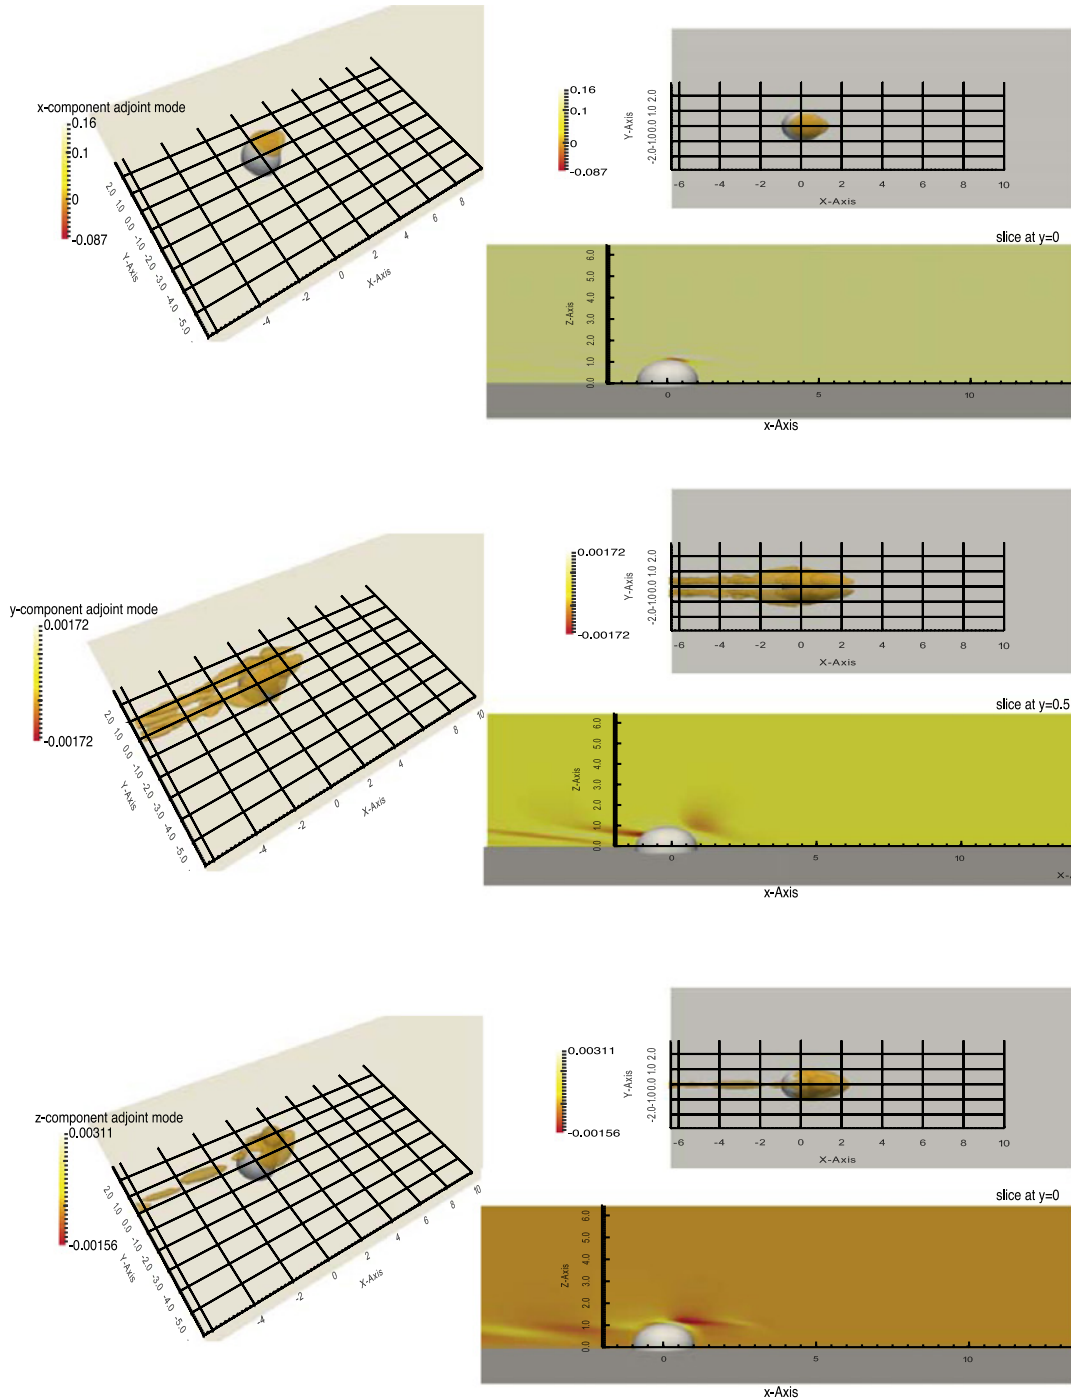 x-component adjoint mode
0.16
0.1
0
-0.087
2.0
1.0
0.0
-1.0
-2.0
-3.0
-4.0
-5.0
Y-Axis
-4
-2
0
2
4
6
8
X-Axis
0.16
0.1
0
-0.087
Y-Axis
-2.0-1.00.0 1.0 2.0
-6 -4 -2 0 2 4 6 8 10
X-Axis
slice at y=0
Z-Axis
0.0 1.0 2.0 3.0 4.0 5.0 6.0
0 5 10
x-Axis
y-component adjoint mode
0.00172
-0.00172
2.0
1.0
0.0
-1.0
-2.0
-3.0
-4.0
-5.0
Y-Axis
-4
-2
0
2
4
6
8
10
X-Axis
0.00172
-0.00172
Y-Axis
-2.0-1.00.0 1.0 2.0
-6 -4 -2 0 2 4 6 8 10
X-Axis
slice at y=0.5
Z-Axis
0.0 1.0 2.0 3.0 4.0 5.0 6.0
0 5 10
X-A
x-Axis
z-component adjoint mode
0.00311
-0.00156
2.0
1.0
0.0
-1.0
-2.0
-3.0
-4.0
-5.0
Y-Axis
-4
-2
0
2
4
6
8
10
X-Axis
0.00311
-0.00156
Y-Axis
-2.0-1.00.0 1.0 2.0
-6 -4 -2 0 2 4 6 8 10
X-Axis
slice at y=0
Z-Axis
0.0 1.0 2.0 3.0 4.0 5.0 6.0
0 5 10
x-Axis